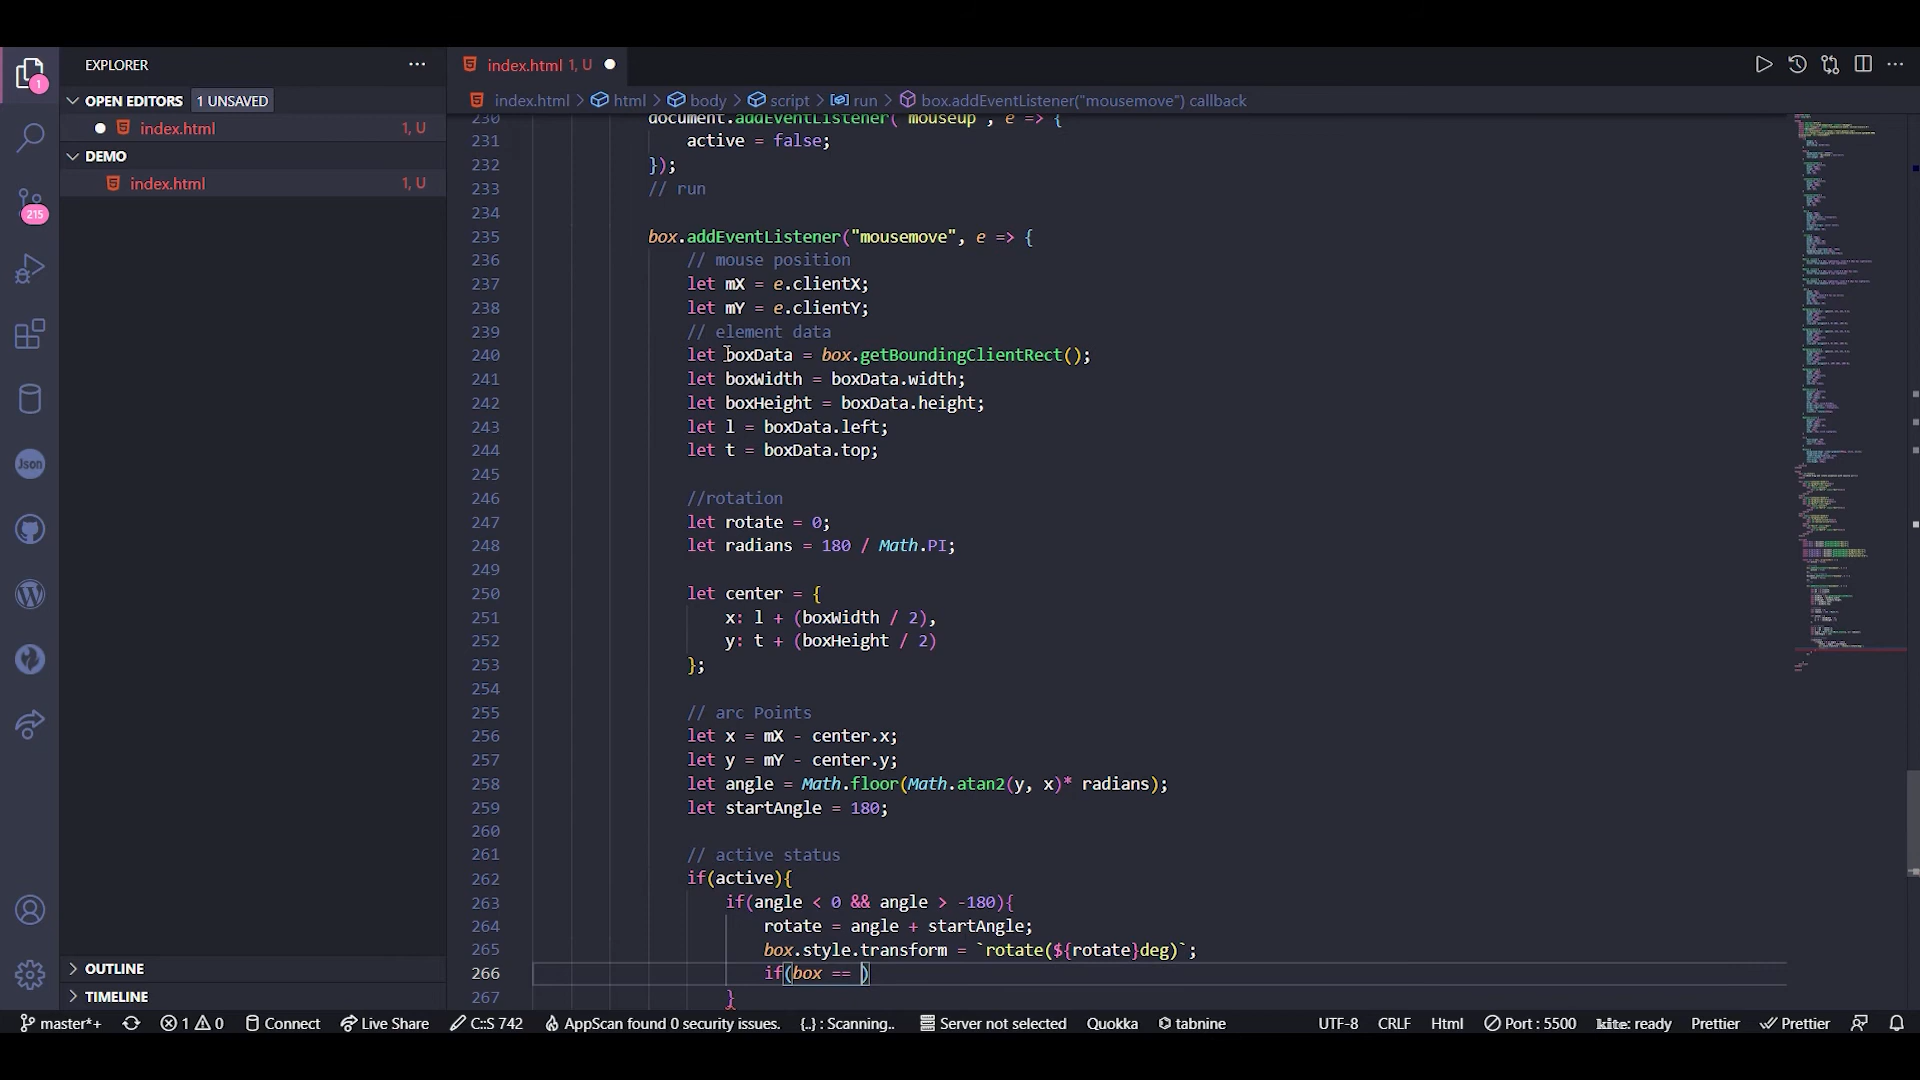 EXPLORER
OPEN EDITORS 1 UNSAVED
index.html 1, U
DEMO
index.html 1, U
OUTLINE
TIMELINE
1
215
Json
index.html 1, U
index.html > html > body > script > run > box.addEventListener("mousemove") callback
230 document.addEventListener("mouseup", e => {
231 active = false;
232 });
233 // run
234
235 box.addEventListener("mousemove", e => {
236 // mouse position
237 let mX = e.clientX;
238 let mY = e.clientY;
239 // element data
240 let boxData = box.getBoundingClientRect();
241 let boxWidth = boxData.width;
242 let boxHeight = boxData.height;
243 let l = boxData.left;
244 let t = boxData.top;
245
246 //rotation
247 let rotate = 0;
248 let radians = 180 / Math.PI;
249
250 let center = {
251 x: l + (boxWidth / 2),
252 y: t + (boxHeight / 2)
253 };
254
255 // arc Points
256 let x = mX - center.x;
257 let y = mY - center.y;
258 let angle = Math.floor(Math.atan2(y, x)* radians);
259 let startAngle = 180;
260
261 // active status
262 if(active){
263 if(angle < 0 && angle > -180){
264 rotate = angle + startAngle;
265 box.style.transform = `rotate(${rotate}deg)`;
266 if(box == )
267 }
master*+ 1 0 Connect Live Share C::S 742 AppScan found 0 security issues. {..} : Scanning.. Server not selected Quokka tabnine UTF-8 CRLF Html Port : 5500 kite: ready Prettier Prettier